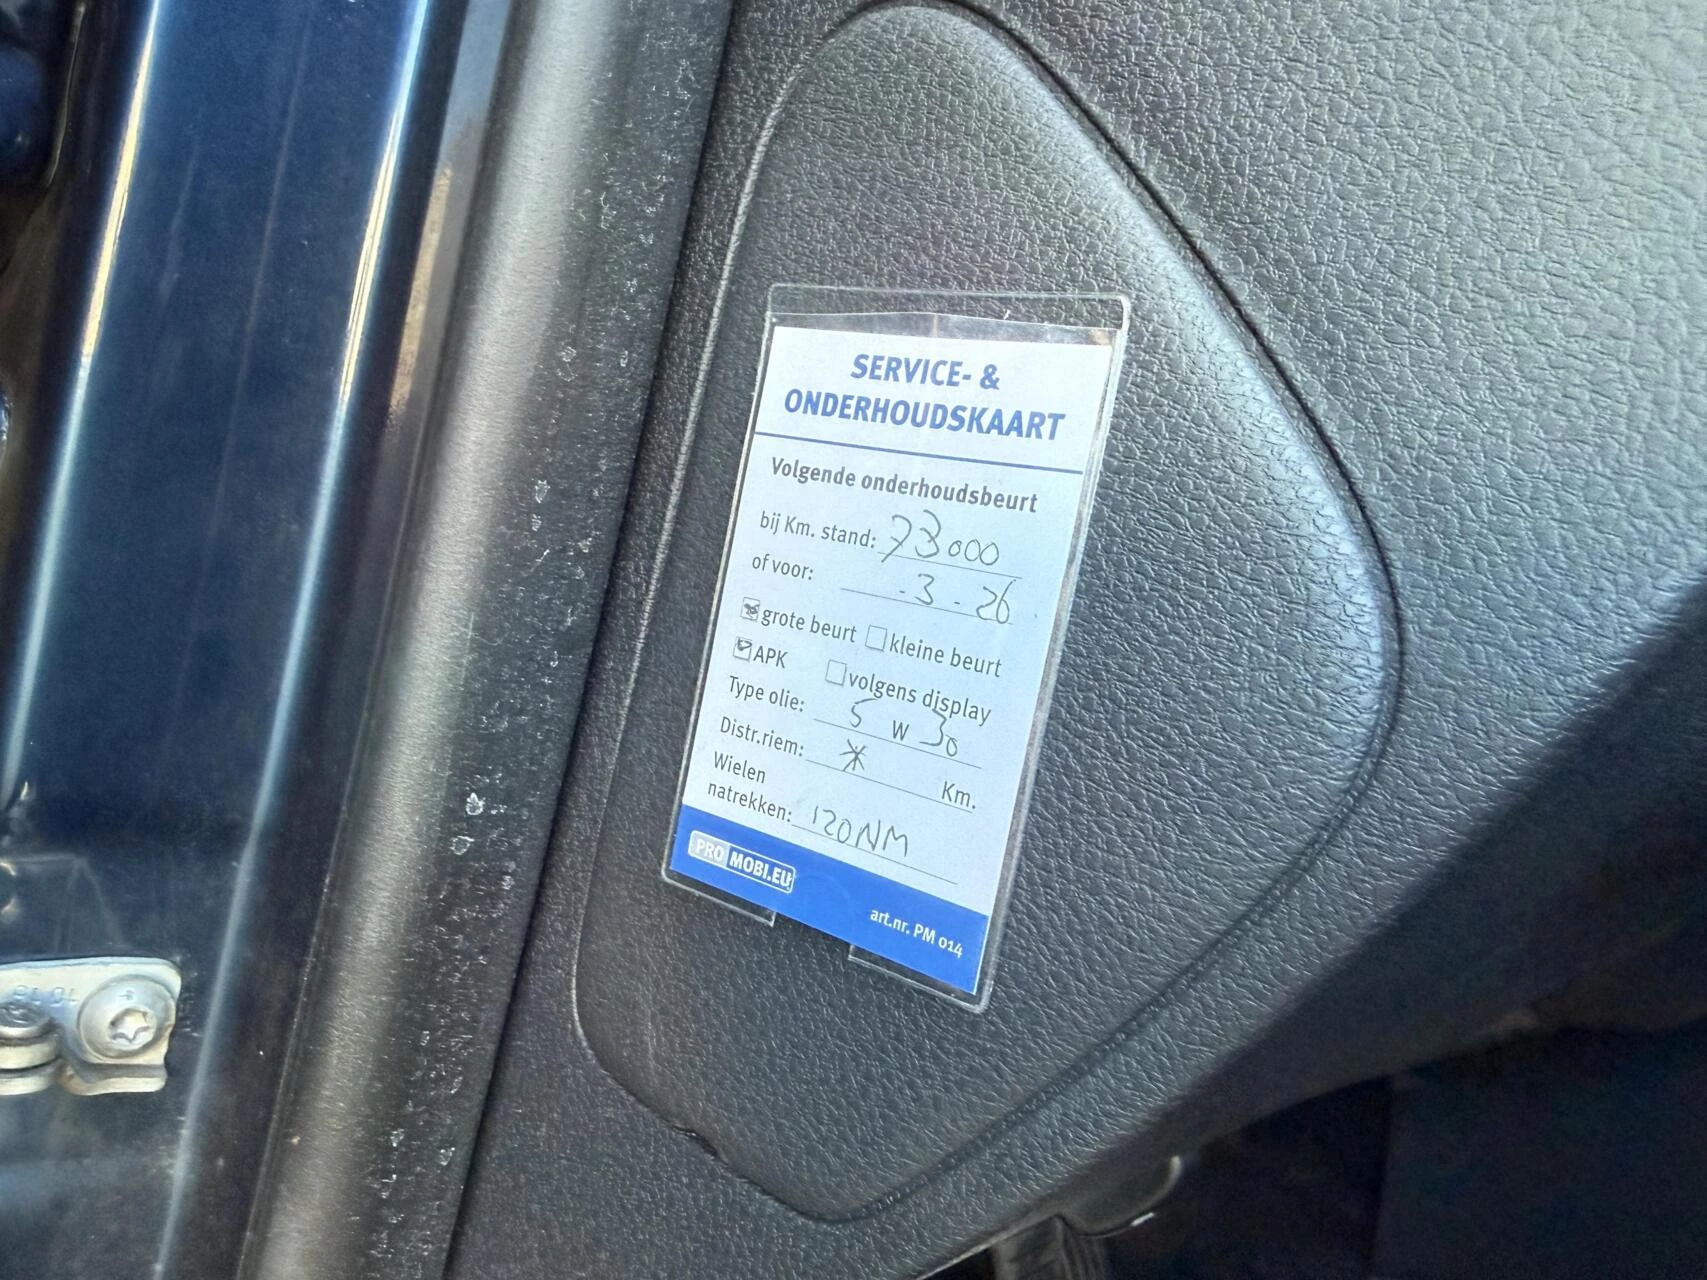 SERVICE- &
ONDERHOUDSKAART
Volgende onderhoudsbeurt
bij Km. stand: 73000
of voor: -3-26
grote beurt kleine beurt
APK volgens display
Type olie: 5 W 30
Distr.riem: * Km.
Wielen
natrekken: 120NM
PRO MOBI.EU
art.nr. PM 014